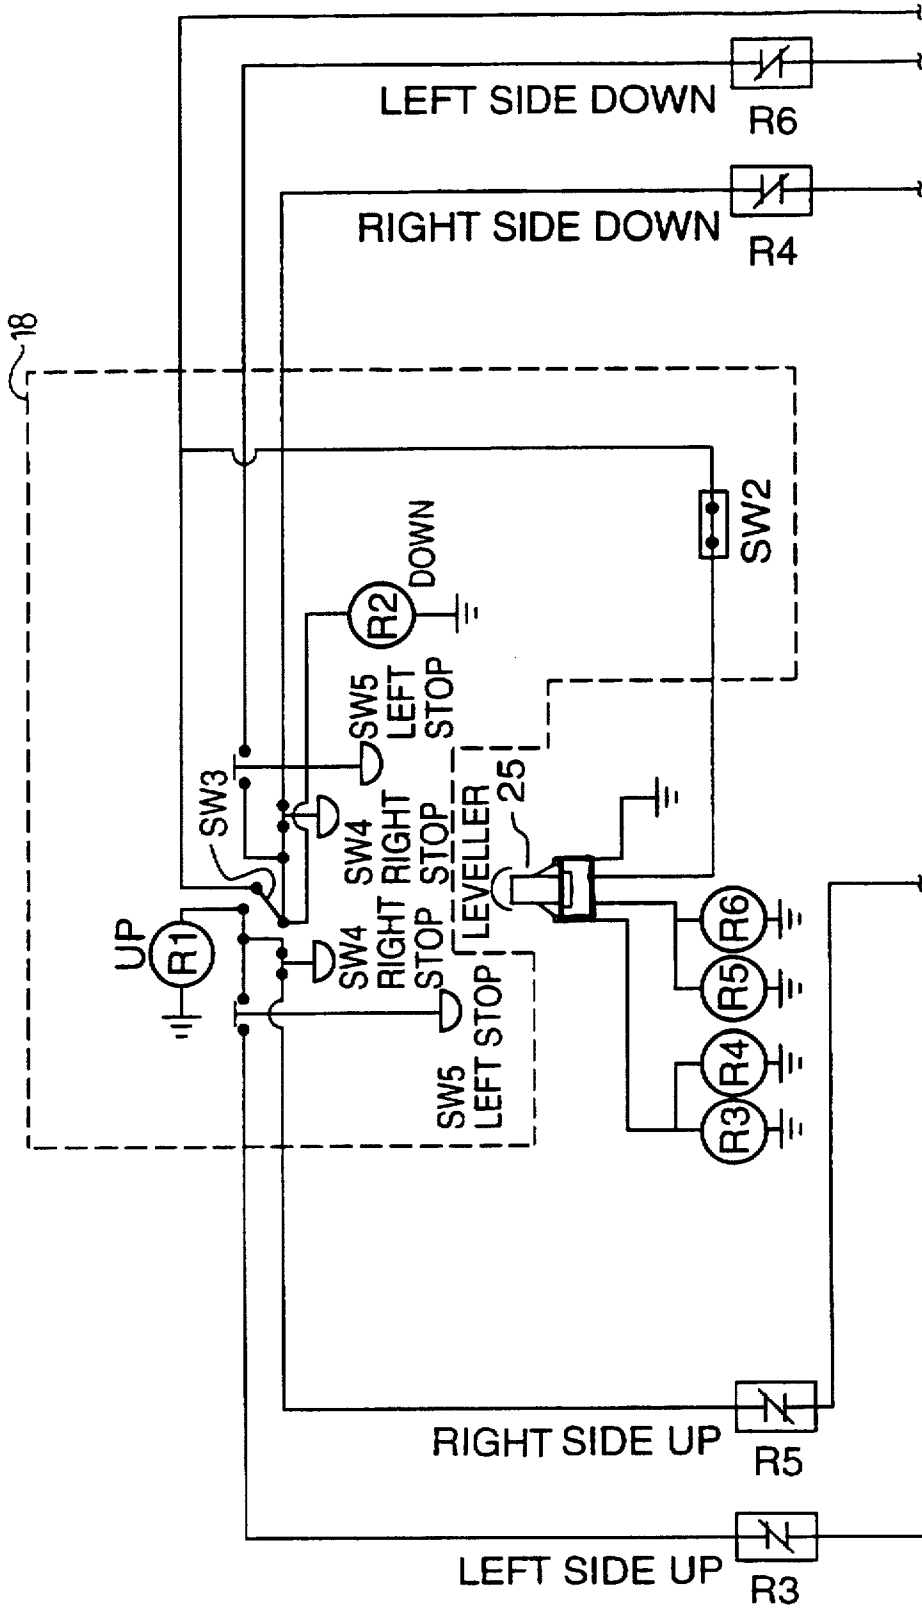 18
LEFT SIDE DOWN
R6
RIGHT SIDE DOWN
R4
SW2
DOWN
R2
SW5
LEFT
STOP
SW3
SW4
RIGHT
STOP
SW4
RIGHT
STOP
UP
R1
SW5
LEFT STOP
LEVELLER
25
R6
R5
R4
R3
RIGHT SIDE UP
R5
LEFT SIDE UP
R3